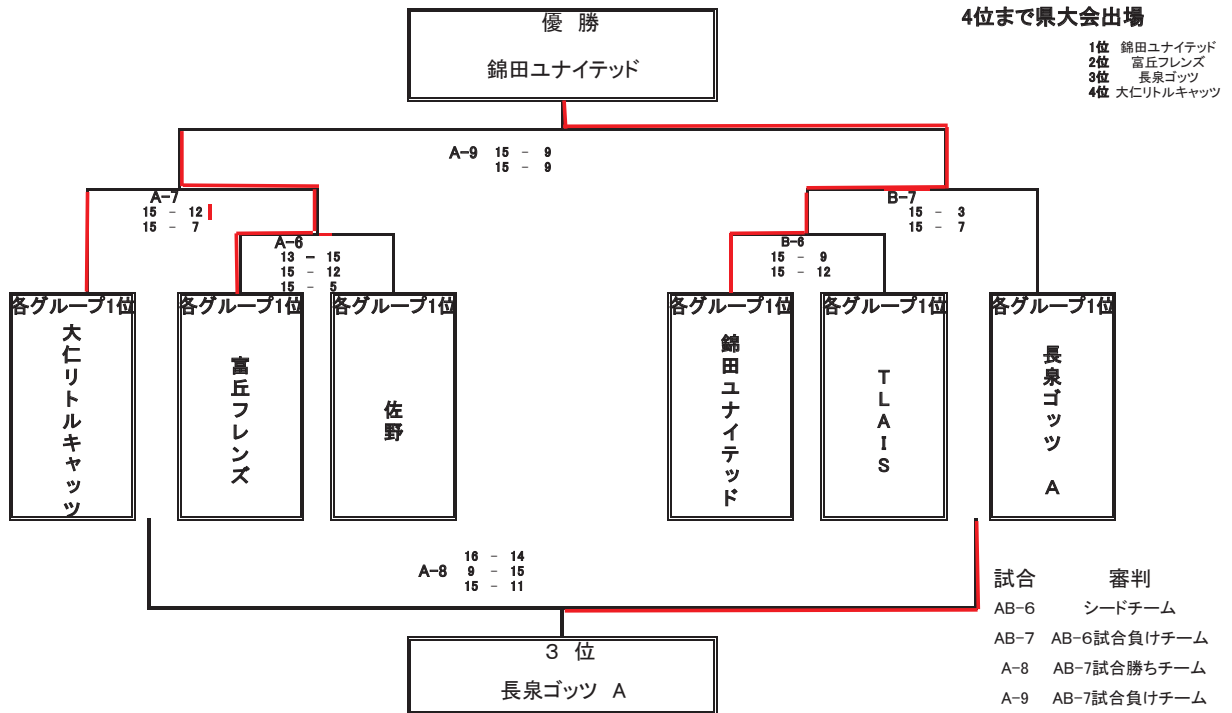 優 勝
錦田ユナイテッド
4位まで県大会出場
1位 錦田ユナイテッド
2位 富丘フレンズ
3位 長泉ゴッツ
4位 大仁リトルキャッツ
A-9 15 - 9
15 - 9
A-7
15 - 12
15 - 7
B-7
15 - 3
15 - 7
A-6
13 - 15
15 - 12
15 - 5
B-6
15 - 9
15 - 12
各グループ1位
大仁リトルキャッツ
各グループ1位
富丘フレンズ
各グループ1位
佐野
各グループ1位
錦田ユナイテッド
各グループ1位
TLAIS
各グループ1位
長泉ゴッツ A
16 - 14
A-8 9 - 15
15 - 11
3 位
長泉ゴッツ A
試合 審判
AB-6 シードチーム
AB-7 AB-6試合負けチーム
A-8 AB-7試合勝ちチーム
A-9 AB-7試合負けチーム